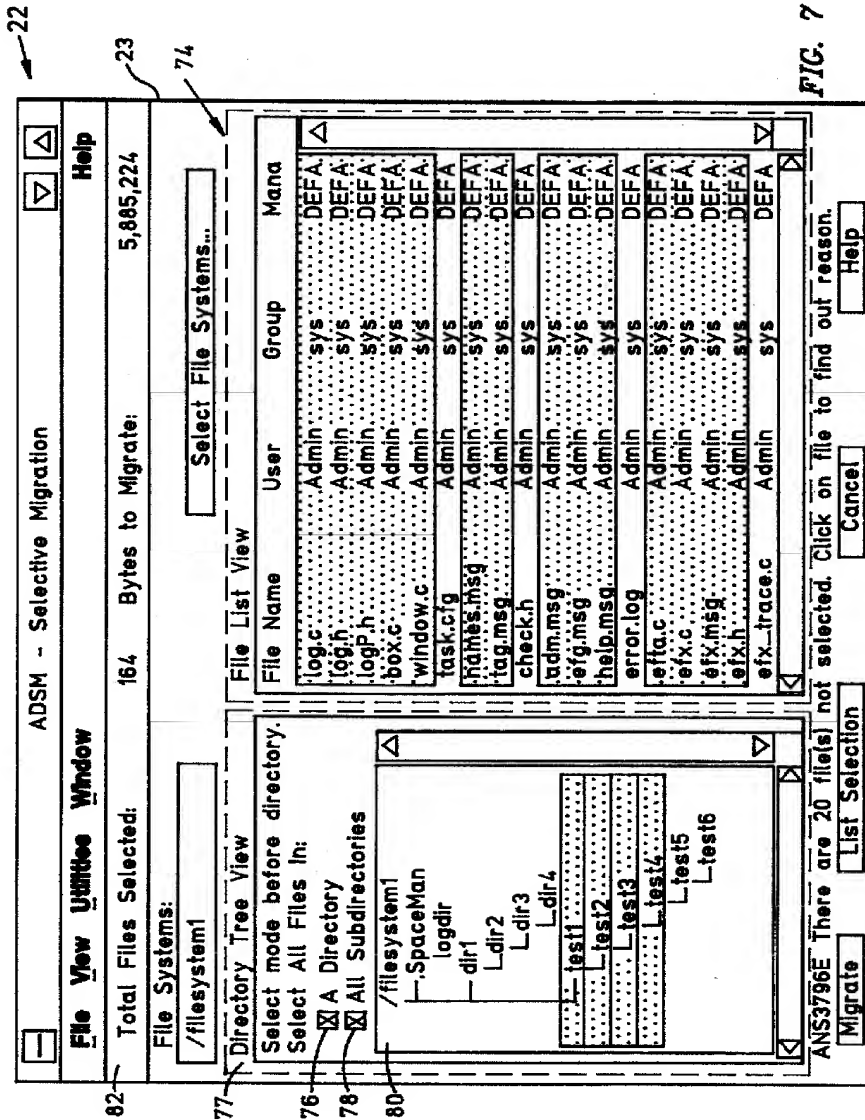 22
ADSM – Selective Migration
File View Utilities Window Help
82
Total Files Selected: 164 Bytes to Migrate: 5,885,224
23
File Systems:
/filesystem1
Select File Systems...
74
77
Directory Tree View
Select mode before directory.
Select All Files In:
76
A Directory
78
All Subdirectories
80
/filesystem1
.SpaceMan
logdir
dir1
dir2
dir3
dir4
test1
test2
test3
test4
test5
test6
File List View
File Name User Group Mana
log.c Admin sys DEFA
log.h Admin sys DEFA
logP.h Admin sys DEFA
box.c Admin sys DEFA
window.c Admin sys DEFA
task.cfg Admin sys DEFA
names.msg Admin sys DEFA
tag.msg Admin sys DEFA
check.h Admin sys DEFA
adm.msg Admin sys DEFA
efg.msg Admin sys DEFA
help.msg Admin sys DEFA
error.log Admin sys DEFA
efta.c Admin sys DEFA
efx.c Admin sys DEFA
efx.msg Admin sys DEFA
efx.h Admin sys DEFA
efx_trace.c Admin sys DEFA
ANS3796E There are 20 file(s) not selected. Click on file to find out reason.
Migrate List Selection Cancel Help
FIG. 7